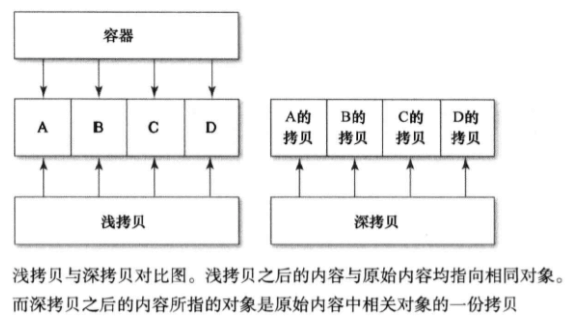 容器
A B C D
A的 B的 C的 D的
拷贝 拷贝 拷贝 拷贝
浅拷贝
深拷贝
浅拷贝与深拷贝对比图。浅拷贝之后的内容与原始内容均指向相同对象。
而深拷贝之后的内容所指的对象是原始内容中相关对象的一份拷贝